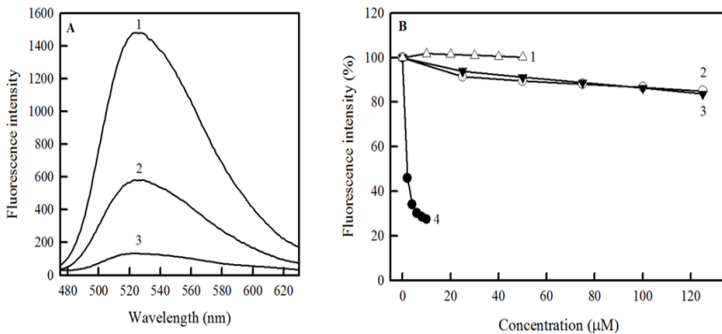 A
1
2
3
1600
1400
1200
1000
800
600
400
200
0
480 500 520 540 560 580 600 620
Wavelength (nm)
Fluorescence intensity
B
1
2
3
4
120
100
80
60
40
20
0
0 20 40 60 80 100 120
Concentration (μM)
Fluorescence intensity (%)